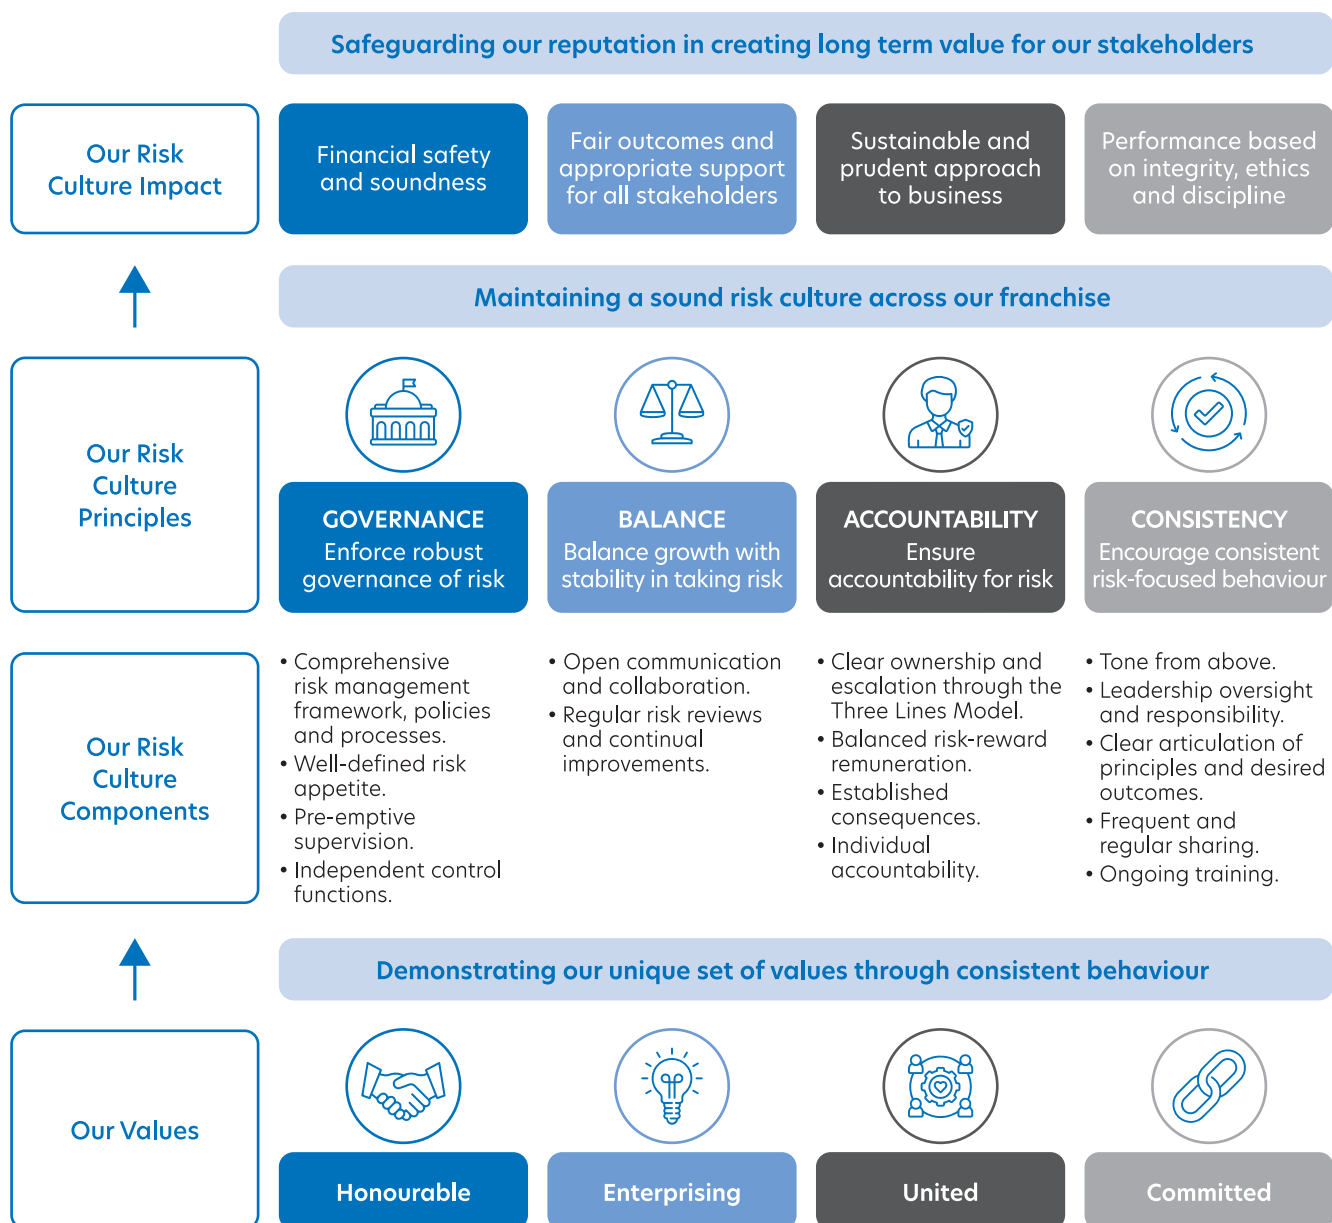 Safeguarding our reputation in creating long term value for our stakeholders
Our Risk
Culture Impact
Financial safety
and soundness
Fair outcomes and
appropriate support
for all stakeholders
Sustainable and
prudent approach
to business
Performance based
on integrity, ethics
and discipline
Maintaining a sound risk culture across our franchise
Our Risk
Culture
Principles
GOVERNANCE
Enforce robust
governance of risk
BALANCE
Balance growth with
stability in taking risk
ACCOUNTABILITY
Ensure
accountability for risk
CONSISTENCY
Encourage consistent
risk-focused behaviour
Our Risk
Culture
Components
• Comprehensive
risk management
framework, policies
and processes.
• Well-defined risk
appetite.
• Pre-emptive
supervision.
• Independent control
functions.
• Open communication
and collaboration.
• Regular risk reviews
and continual
improvements.
• Clear ownership and
escalation through the
Three Lines Model.
• Balanced risk-reward
remuneration.
• Established
consequences.
• Individual
accountability.
• Tone from above.
• Leadership oversight
and responsibility.
• Clear articulation of
principles and desired
outcomes.
• Frequent and
regular sharing.
• Ongoing training.
Demonstrating our unique set of values through consistent behaviour
Our Values
Honourable
Enterprising
United
Committed